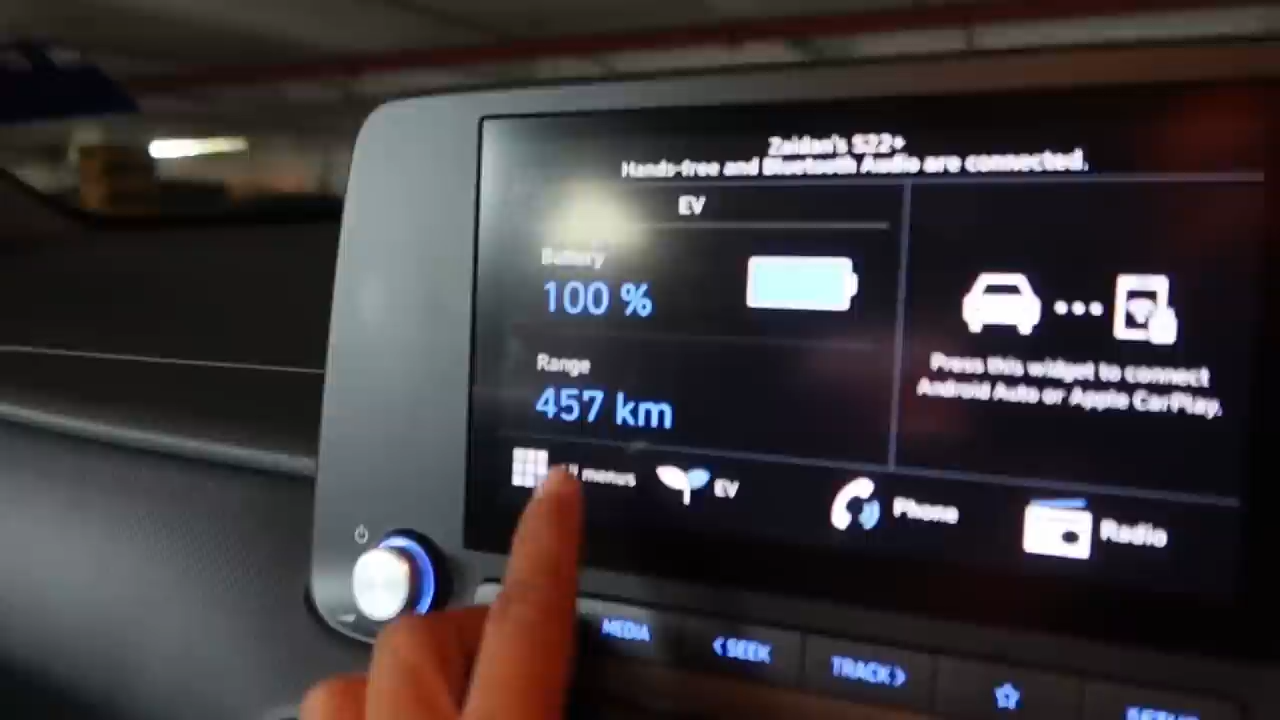 Zaidan's S22+
Hands-free and Bluetooth Audio are connected.
EV
Battery
100 %
Range
457 km
menus
EV
Phone
Radio
Press this widget to connect
Android Auto or Apple CarPlay.
MEDIA
< SEEK
TRACK >